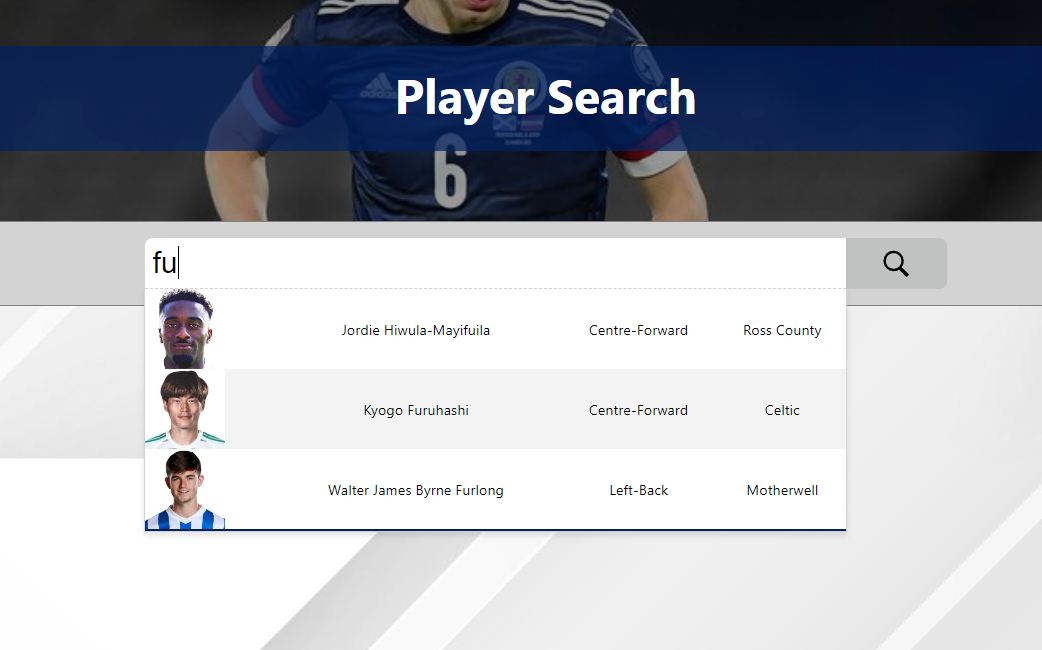 Player Search
6
fu
Jordie Hiwula-Mayifuila Centre-Forward Ross County
Kyogo Furuhashi Centre-Forward Celtic
Walter James Byrne Furlong Left-Back Motherwell